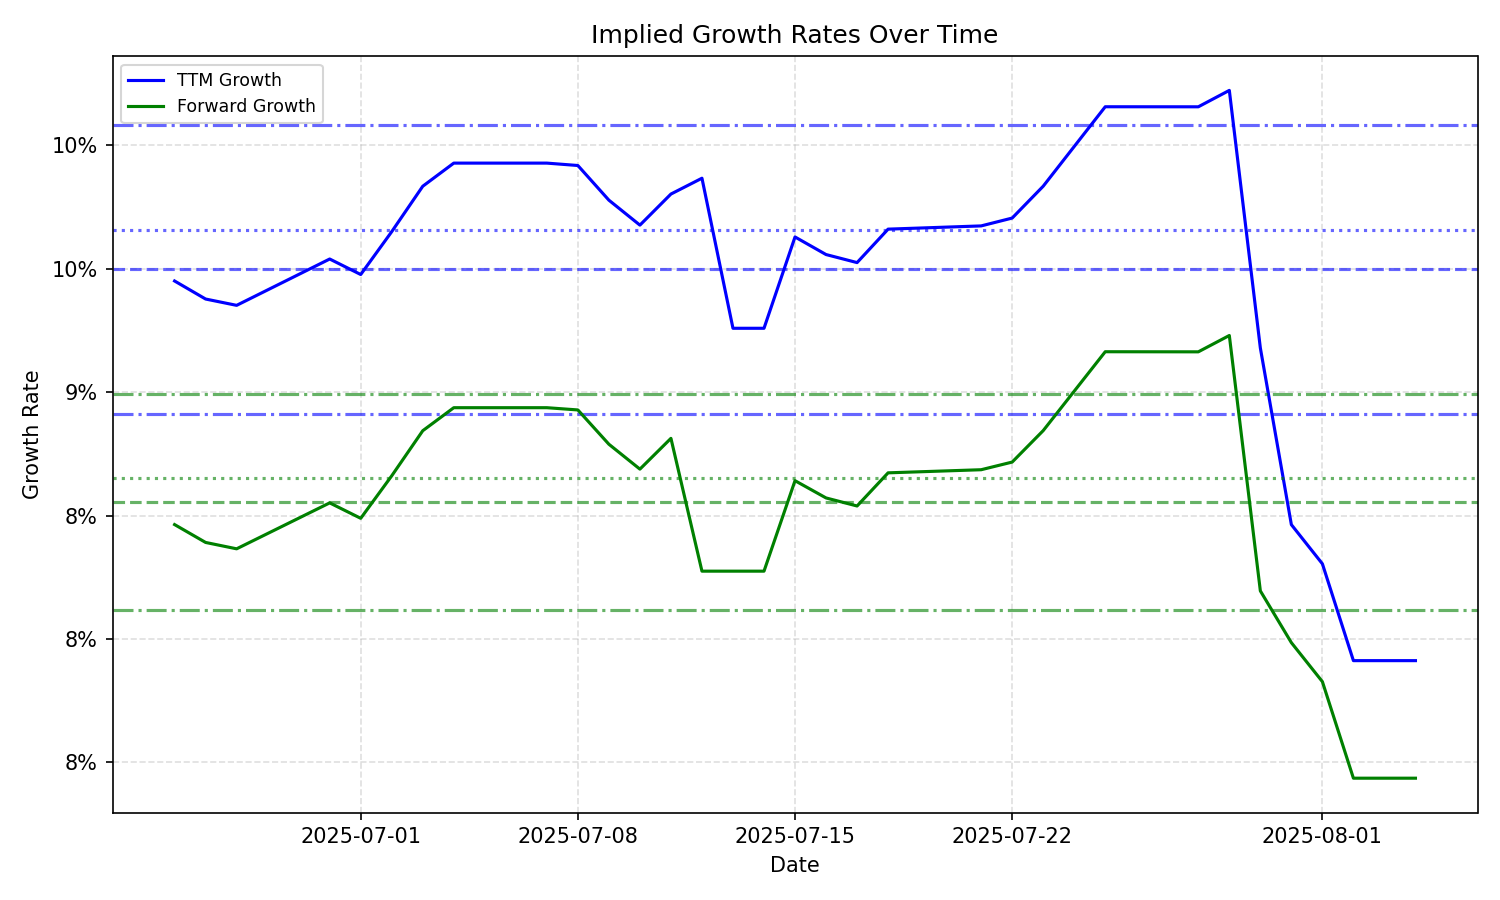 Implied Growth Rates Over Time
TTM Growth
Forward Growth
10%
10%
9%
8%
8%
8%
Growth Rate
2025-07-01
2025-07-08
2025-07-15
2025-07-22
2025-08-01
Date